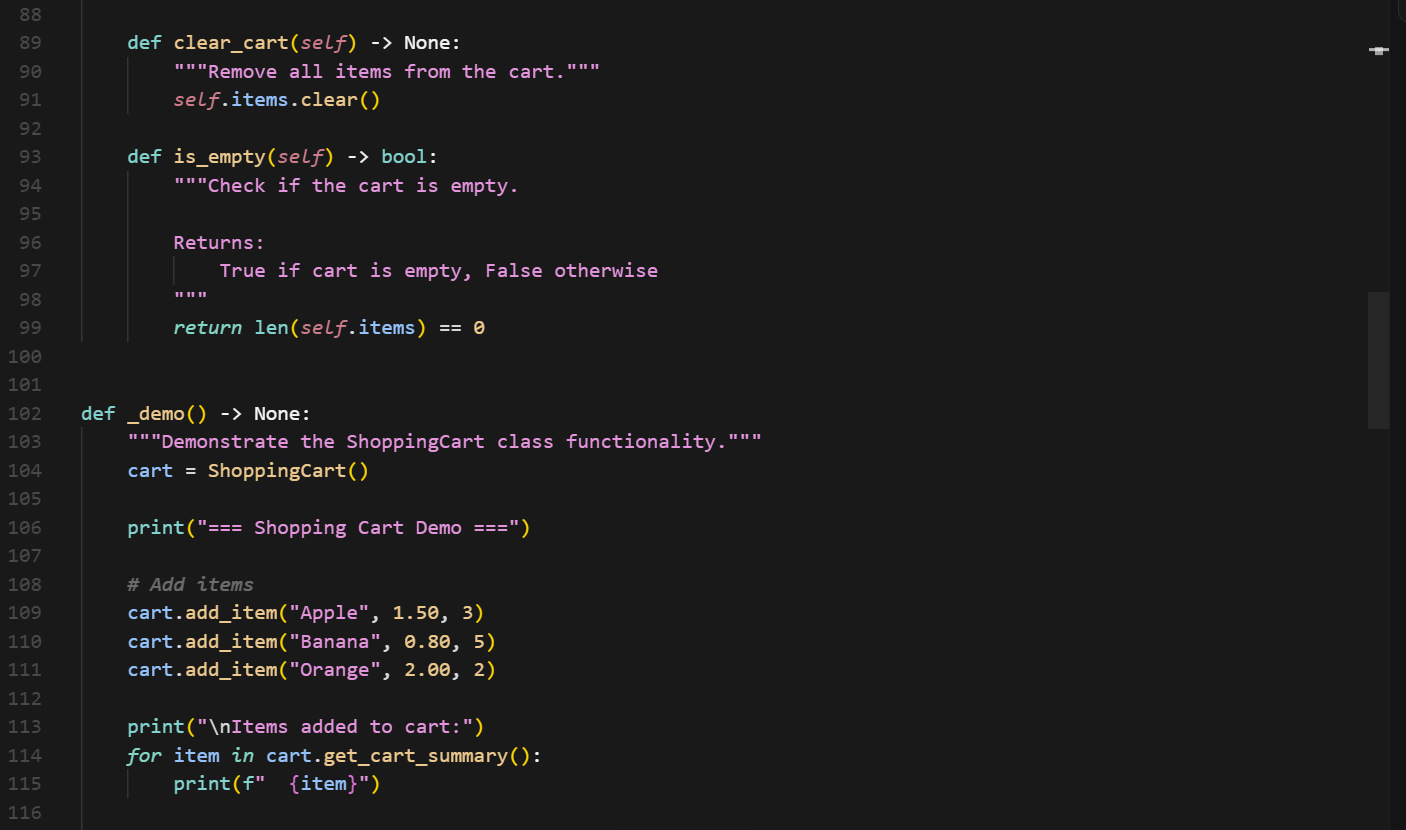 88
89     def clear_cart(self) -> None:
90         """Remove all items from the cart."""
91         self.items.clear()
92
93     def is_empty(self) -> bool:
94         """Check if the cart is empty.
95
96         Returns:
97             True if cart is empty, False otherwise
98         """
99         return len(self.items) == 0
100
101
102 def _demo() -> None:
103     """Demonstrate the ShoppingCart class functionality."""
104     cart = ShoppingCart()
105
106     print("=== Shopping Cart Demo ===")
107
108     # Add items
109     cart.add_item("Apple", 1.50, 3)
110     cart.add_item("Banana", 0.80, 5)
111     cart.add_item("Orange", 2.00, 2)
112
113     print("\nItems added to cart:")
114     for item in cart.get_cart_summary():
115         print(f"  {item}")
116